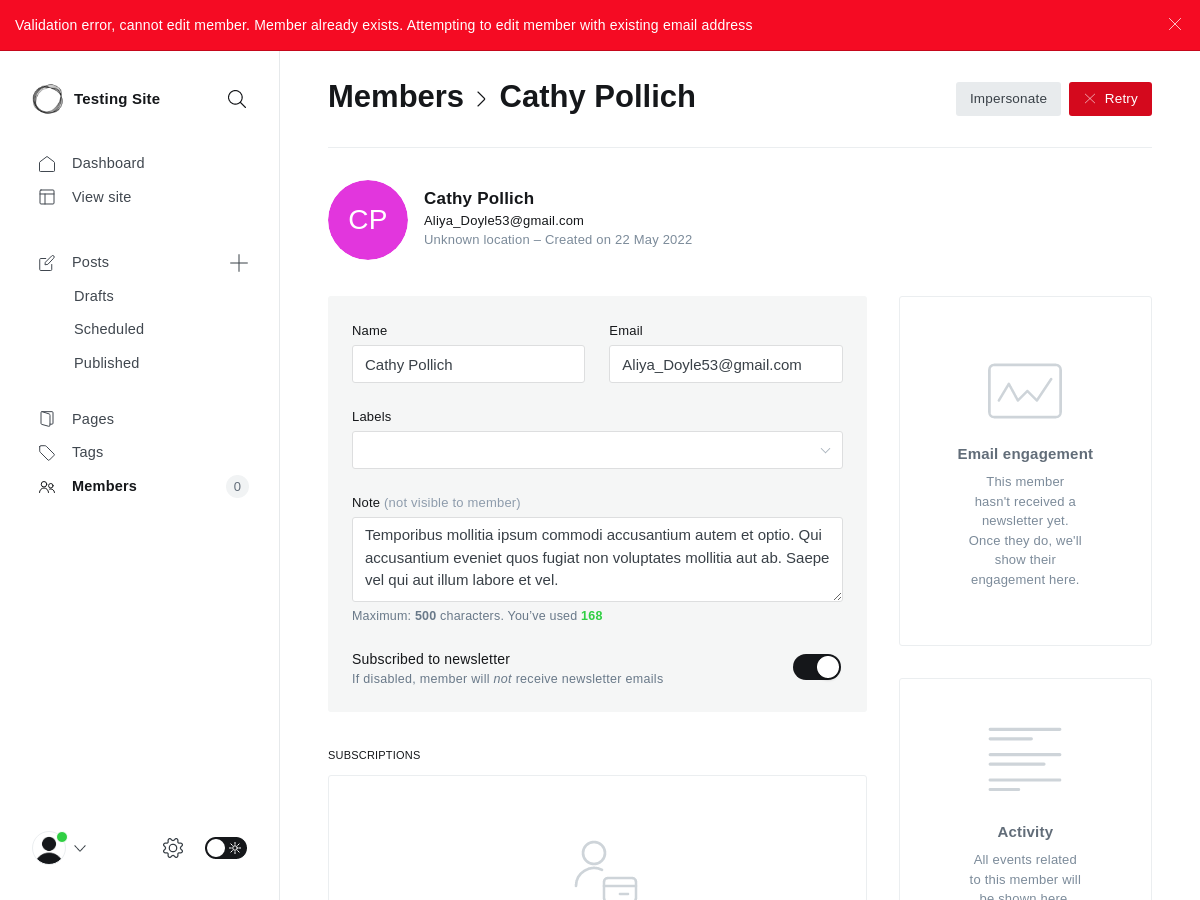 Validation error, cannot edit member. Member already exists. Attempting to edit member with existing email address
Testing Site
Dashboard
View site
Posts
Drafts
Scheduled
Published
Pages
Tags
Members
0
Members
Cathy Pollich
Impersonate
Retry
CP
Cathy Pollich
Aliya_Doyle53@gmail.com
Unknown location – Created on 22 May 2022
Name
Email
Cathy Pollich
Aliya_Doyle53@gmail.com
Labels
Note (not visible to member)
Temporibus mollitia ipsum commodi accusantium autem et optio. Qui
accusantium eveniet quos fugiat non voluptates mollitia aut ab. Saepe
vel qui aut illum labore et vel.
Maximum: 500 characters. You’ve used 168
Subscribed to newsletter
If disabled, member will not receive newsletter emails
SUBSCRIPTIONS
Email engagement
This member
hasn't received a
newsletter yet.
Once they do, we'll
show their
engagement here.
Activity
All events related
to this member will
be shown here.